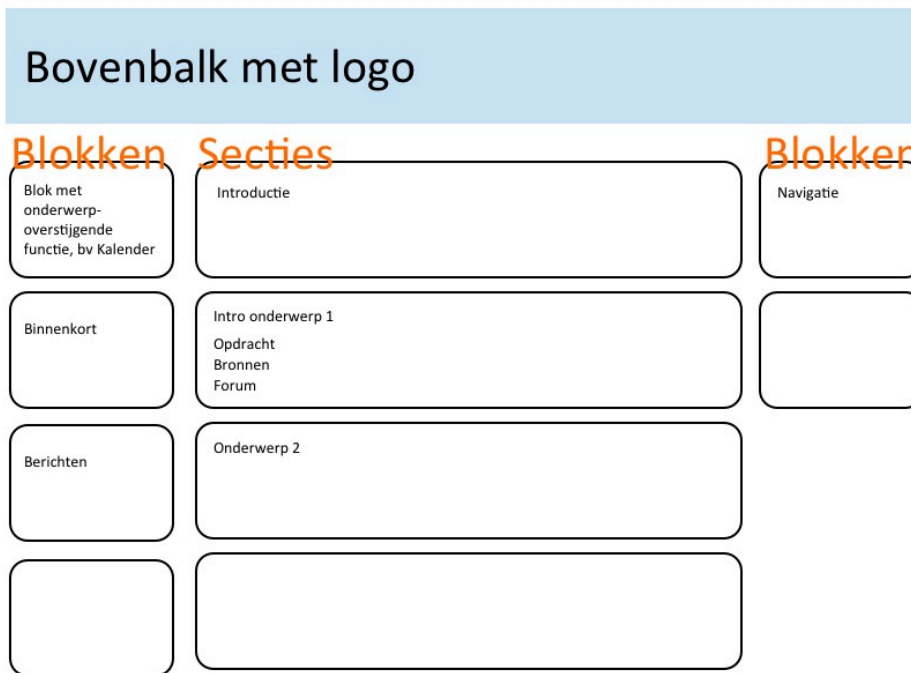 Bovenbalk met logo
Blokken
Secties
Blokken
Blok met
onderwerp-
overstijgende
functie, bv Kalender
Introductie
Navigatie
Binnenkort
Intro onderwerp 1
Opdracht
Bronnen
Forum
Berichten
Onderwerp 2